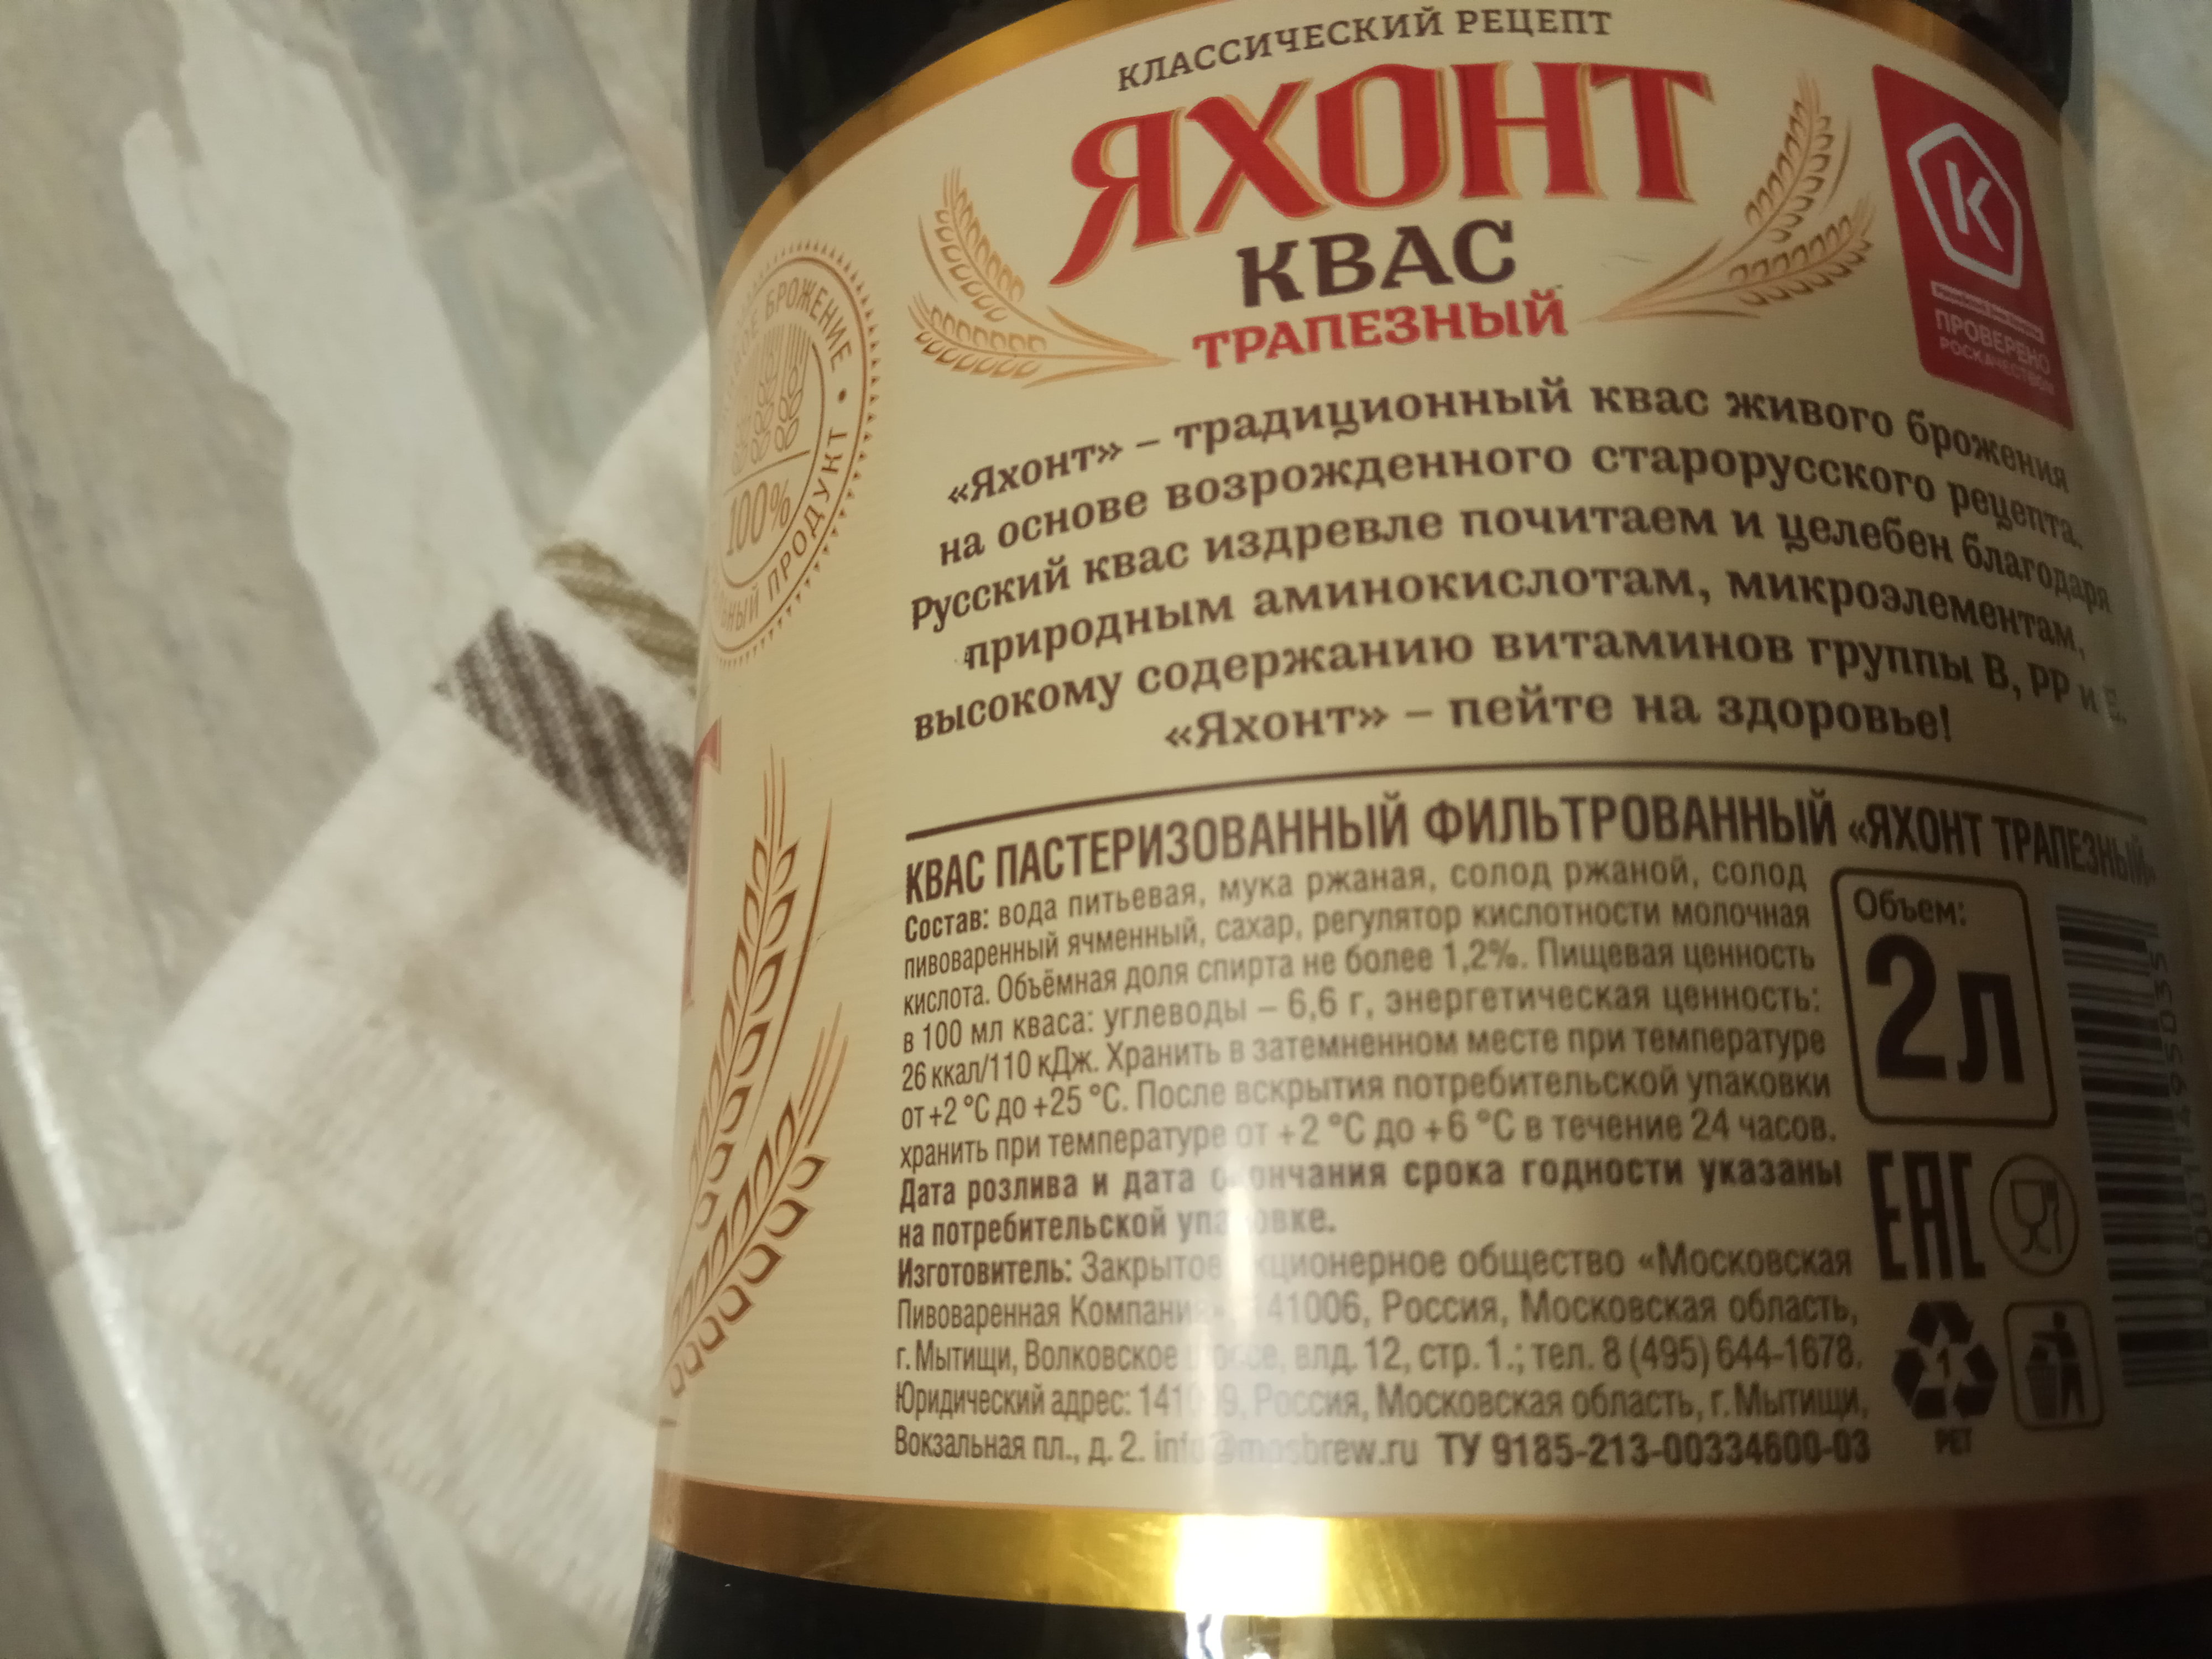 КЛАССИЧЕСКИЙ РЕЦЕПТ
ЯХОНТ
КВАС
ТРАПЕЗНЫЙ
К
ПРОВЕРЕНО
РОСКАЧЕСТВОМ
БРОЖЕНИЕ •
100%
ПРОДУКТ
«Яхонт» – традиционный квас живого брожения
на основе возрожденного старорусского рецепта.
Русский квас издревле почитаем и целебен благодаря
природным аминокислотам, микроэлементам,
высокому содержанию витаминов группы В, РР и Е.
«Яхонт» – пейте на здоровье!
КВАС ПАСТЕРИЗОВАННЫЙ ФИЛЬТРОВАННЫЙ «ЯХОНТ ТРАПЕЗНЫЙ»
Состав: вода питьевая, мука ржаная, солод ржаной, солод
пивоваренный ячменный, сахар, регулятор кислотности молочная
кислота. Объёмная доля спирта не более 1,2%. Пищевая ценность
в 100 мл кваса: углеводы – 6,6 г, энергетическая ценность:
26 ккал/110 кДж. Хранить в затемненном месте при температуре
от +2 °С до +25 °С. После вскрытия потребительской упаковки
хранить при температуре от +2 °С до +6 °С в течение 24 часов.
Дата розлива и дата окончания срока годности указаны
на потребительской упаковке.
Изготовитель: Закрытое акционерное общество «Московская
Пивоваренная Компания» 141006, Россия, Московская область,
г. Мытищи, Волковское шоссе, влд. 12, стр. 1.; тел. 8 (495) 644-1678.
Юридический адрес: Россия, Московская область, г. Мытищи,
Вокзальная пл., д. 2. info@mosbrew.ru ТУ 9185-213-00334600-03
Объем:
2л
ЕАС
1
PET